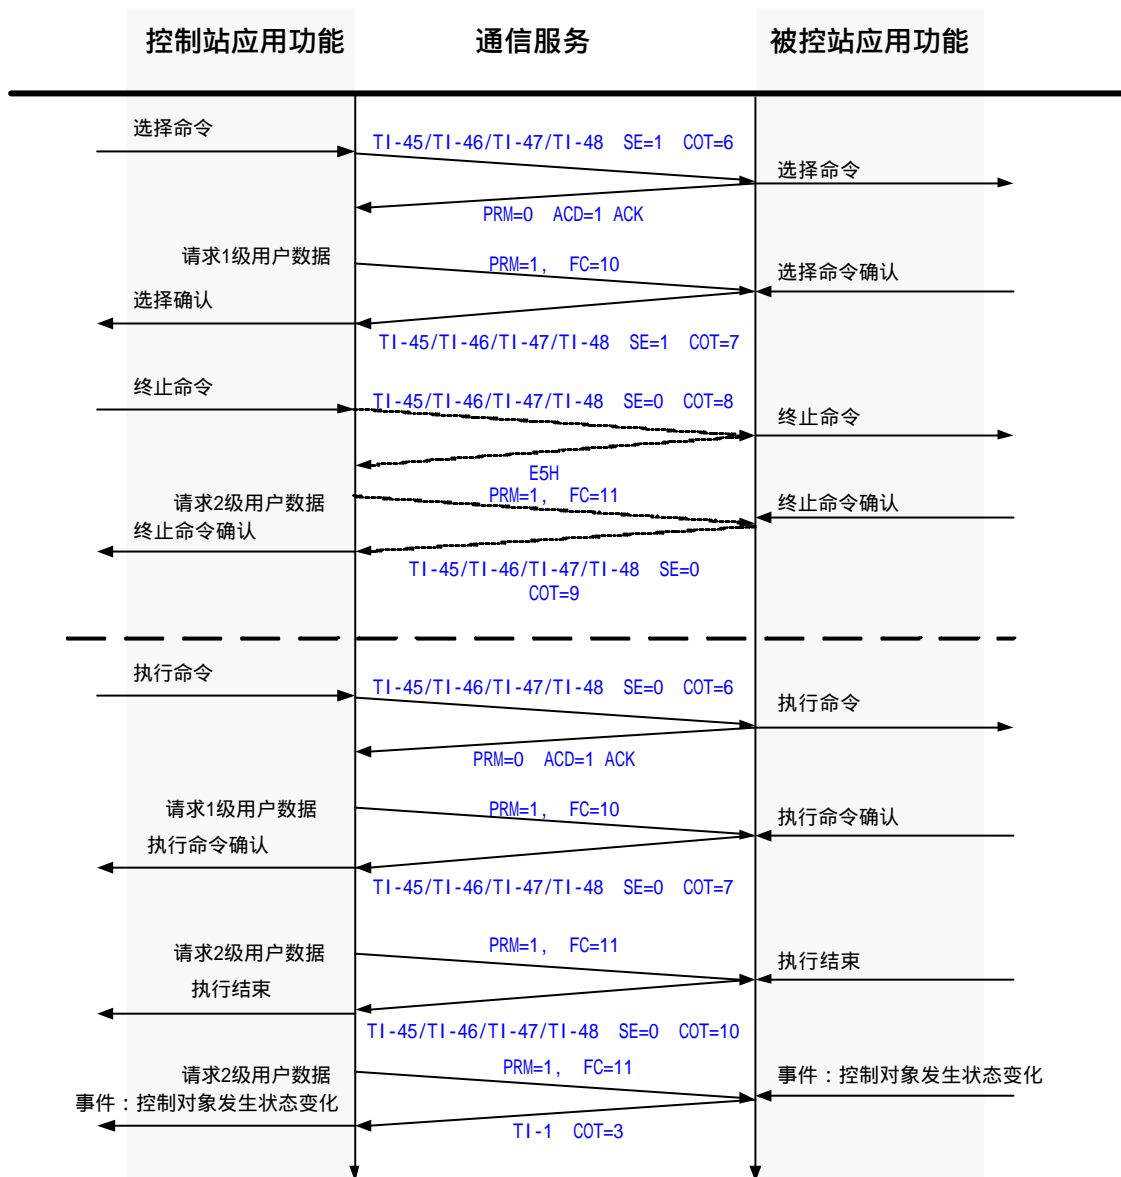 控制站应用功能
通信服务
被控站应用功能
选择命令
TI-45/TI-46/TI-47/TI-48 SE=1 COT=6
选择命令
PRM=0 ACD=1 ACK
请求1级用户数据
PRM=1, FC=10
选择命令确认
选择确认
TI-45/TI-46/TI-47/TI-48 SE=1 COT=7
终止命令
TI-45/TI-46/TI-47/TI-48 SE=0 COT=8
终止命令
E5H
请求2级用户数据
PRM=1, FC=11
终止命令确认
终止命令确认
TI-45/TI-46/TI-47/TI-48 SE=0
COT=9
执行命令
TI-45/TI-46/TI-47/TI-48 SE=0 COT=6
执行命令
PRM=0 ACD=1 ACK
请求1级用户数据
PRM=1, FC=10
执行命令确认
执行命令确认
TI-45/TI-46/TI-47/TI-48 SE=0 COT=7
请求2级用户数据
PRM=1, FC=11
执行结束
执行结束
TI-45/TI-46/TI-47/TI-48 SE=0 COT=10
请求2级用户数据
PRM=1, FC=11
事件：控制对象发生状态变化
事件：控制对象发生状态变化
TI-1 COT=3